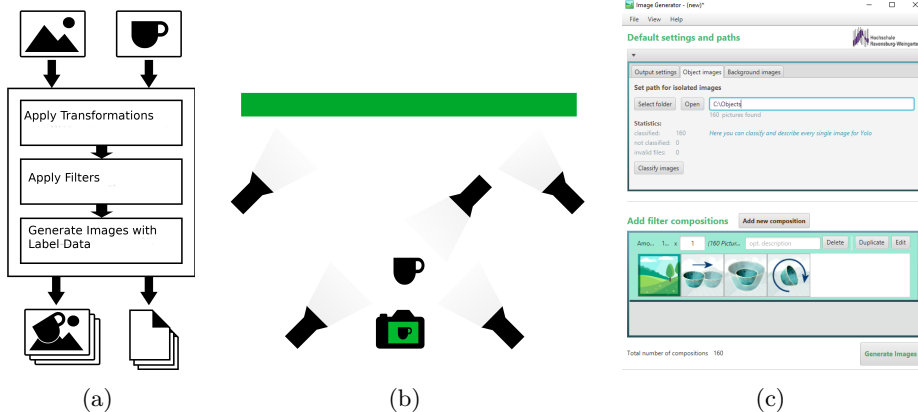 Apply Transformations
Apply Filters
Generate Images with
Label Data
(a)
(b)
Image Generator - (new)*
File View Help
Default settings and paths
Hochschule
Ravensburg-Weingarten
Output settings Object images Background images
Set path for isolated images
Select folder Open C:\Objects
160 pictures found
Statistics:
classified: 160
not classified: 0
invalid files: 0
Here you can classify and describe every single image for Yolo
Classify images
Add filter compositions Add new composition
Amo... 1... x 1 (160 Pictur... opt. description Delete Duplicate Edit
Total number of compositions 160
Generate Images
(c)